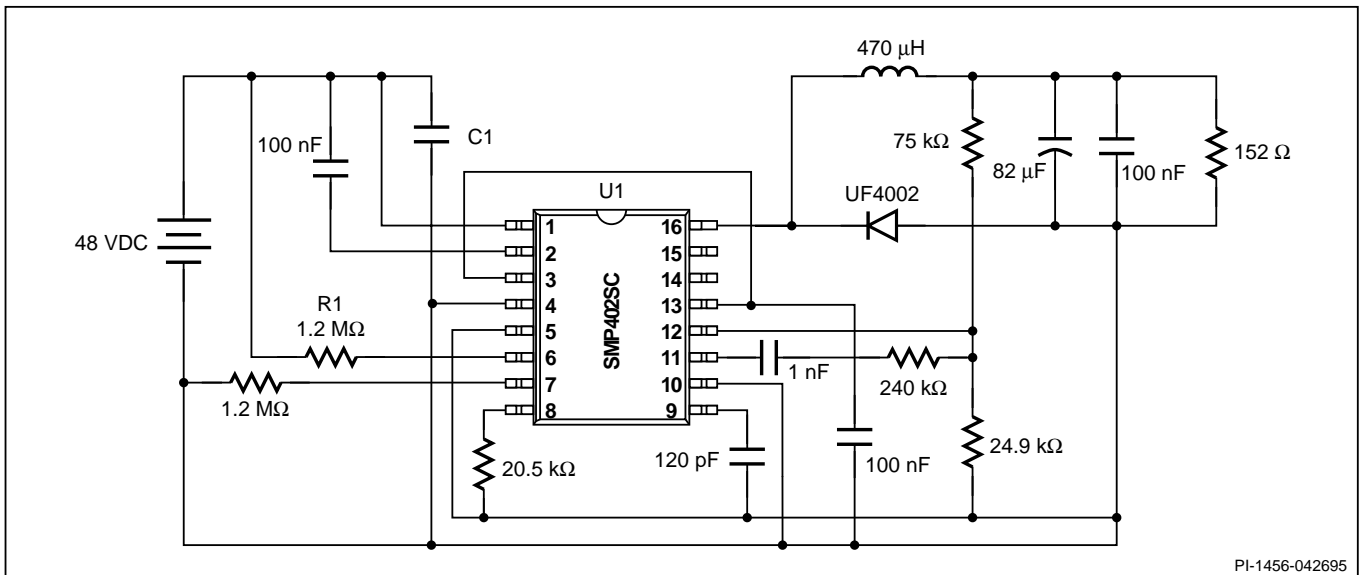 470 µH
C1
100 nF
75 kΩ
82 µF
100 nF
152 Ω
U1
UF4002
48 VDC
1
2
3
4
5
6
7
8
SMP402SC
16
15
14
13
12
11
10
9
R1
1.2 MΩ
1.2 MΩ
1 nF
240 kΩ
20.5 kΩ
120 pF
100 nF
24.9 kΩ
PI-1456-042695